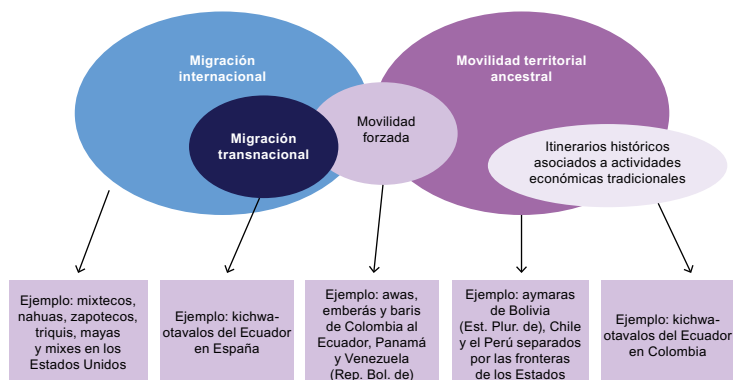 Migración
internacional
Movilidad territorial
ancestral
Migración
transnacional
Movilidad
forzada
Itinerarios históricos
asociados a actividades
económicas tradicionales
Ejemplo: mixtecos,
nahuas, zapotecos,
triquis, mayas
y mixes en los
Estados Unidos
Ejemplo: kichwa-
otavalos del Ecuador
en España
Ejemplo: awas,
emberás y baris
de Colombia al
Ecuador, Panamá
y Venezuela
(Rep. Bol. de)
Ejemplo: aymaras
de Bolivia
(Est. Plur. de), Chile
y el Perú separados
por las fronteras
de los Estados
Ejemplo: kichwa-
otavalos del Ecuador
en Colombia